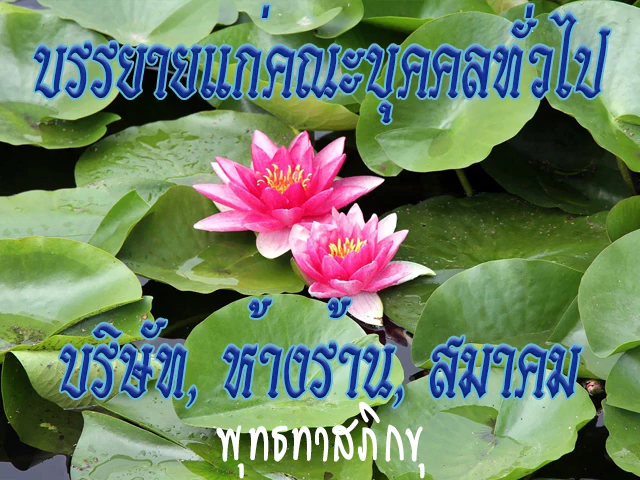 บรรยายแก่คณะบุคคลทั่วไป
บริษัท, ห้างร้าน, สมาคม
พุทธทาสภิกขุ